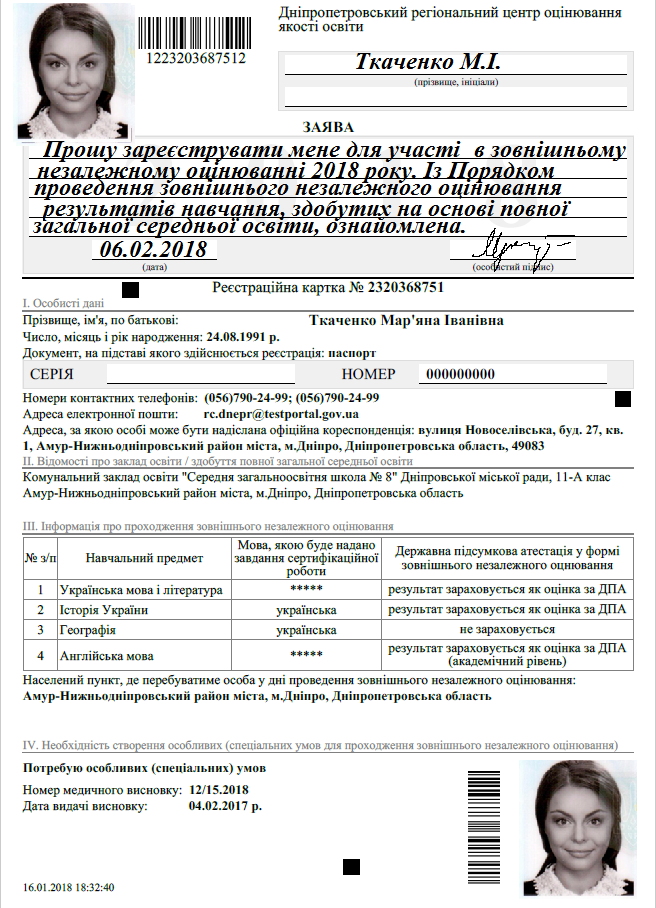 Дніпропетровський регіональний центр оцінювання
якості освіти
1223203687512
Ткаченко М.І.
(прізвище, ініціали)
ЗАЯВА
Прошу зареєструвати мене для участі в зовнішньому
незалежному оцінюванні 2018 року. Із Порядком
проведення зовнішнього незалежного оцінювання
результатів навчання, здобутих на основі повної
загальної середньої освіти, ознайомлена.
06.02.2018
(дата)
(особистий підпис)
Реєстраційна картка № 2320368751
І. Особисті дані
Прізвище, ім'я, по батькові: Ткаченко Мар'яна Іванівна
Число, місяць і рік народження: 24.08.1991 р.
Документ, на підставі якого здійснюється реєстрація: паспорт
СЕРІЯ НОМЕР 000000000
Номери контактних телефонів: (056)790-24-99; (056)790-24-99
Адреса електронної пошти: rc.dnepr@testportal.gov.ua
Адреса, за якою особі може бути надіслана офіційна кореспонденція: вулиця Новоселівська, буд. 27, кв.
1, Амур-Нижньодніпровський район міста, м.Дніпро, Дніпропетровська область, 49083
ІІ. Відомості про заклад освіти / здобуття повної загальної середньої освіти
Комунальний заклад освіти "Середня загальноосвітня школа № 8" Дніпровської міської ради, 11-А клас
Амур-Нижньодніпровський район міста, м.Дніпро, Дніпропетровська область
ІІІ. Інформація про проходження зовнішнього незалежного оцінювання
№ з/п Навчальний предмет Мова, якою буде надано завдання сертифікаційної роботи Державна підсумкова атестація у формі зовнішнього незалежного оцнювання
1 Українська мова і література ***** результат зараховується як оцінка за ДПА
2 Історія України українська результат зараховується як оцінка за ДПА
3 Географія українська не зараховується
4 Англійська мова ***** результат зараховується як оцінка за ДПА (академічний рівень)
Населений пункт, де перебуватиме особа у дні проведення зовнішнього незалежного оцінювання:
Амур-Нижньодніпровський район міста, м.Дніпро, Дніпропетровська область
IV. Необхідність створення особливих (спеціальних умов для проходження зовнішнього незалежного оцінювання)
Потребую особливих (спеціальних) умов
Номер медичного висновку: 12/15.2018
Дата видачі висновку: 04.02.2017 р.
16.01.2018 18:32:40